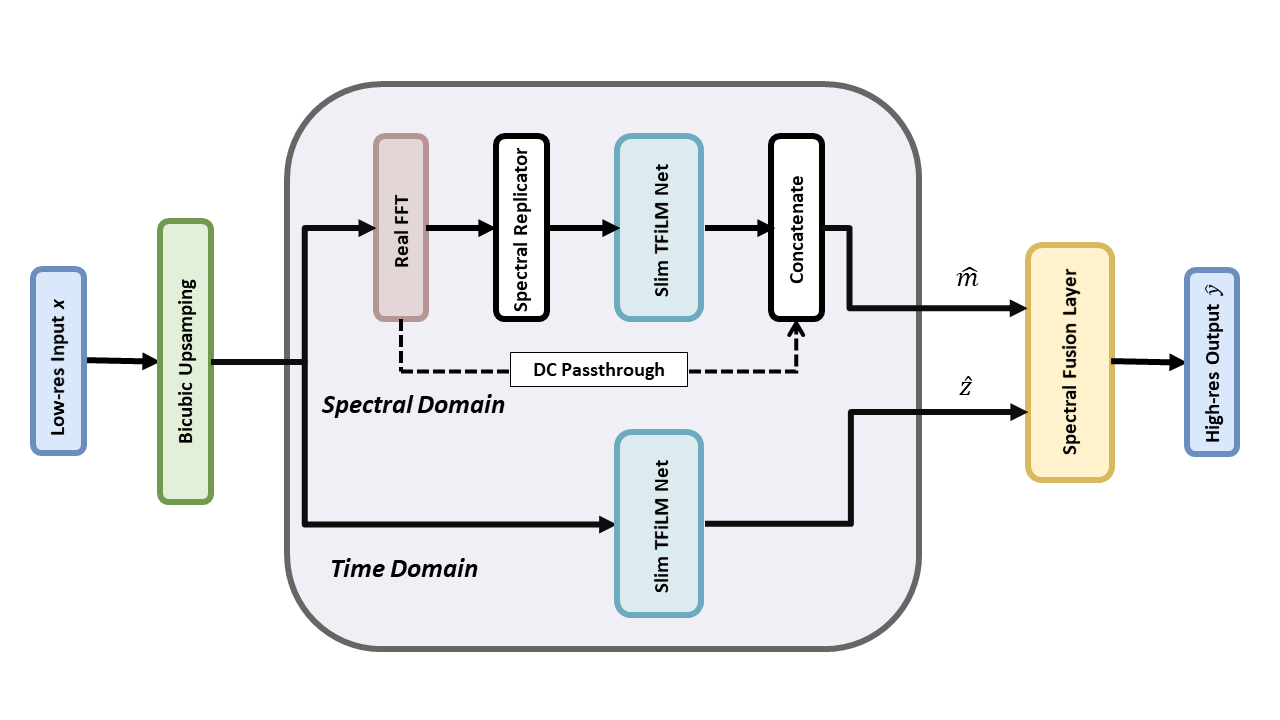 Low-res Input x
Bicubic Upsamping
Real FFT
Spectral Replicator
Slim TFiLM Net
Concatenate
DC Passthrough
Spectral Domain
Slim TFiLM Net
Time Domain
m̂
ẑ
Spectral Fusion Layer
High-res Output ŷ